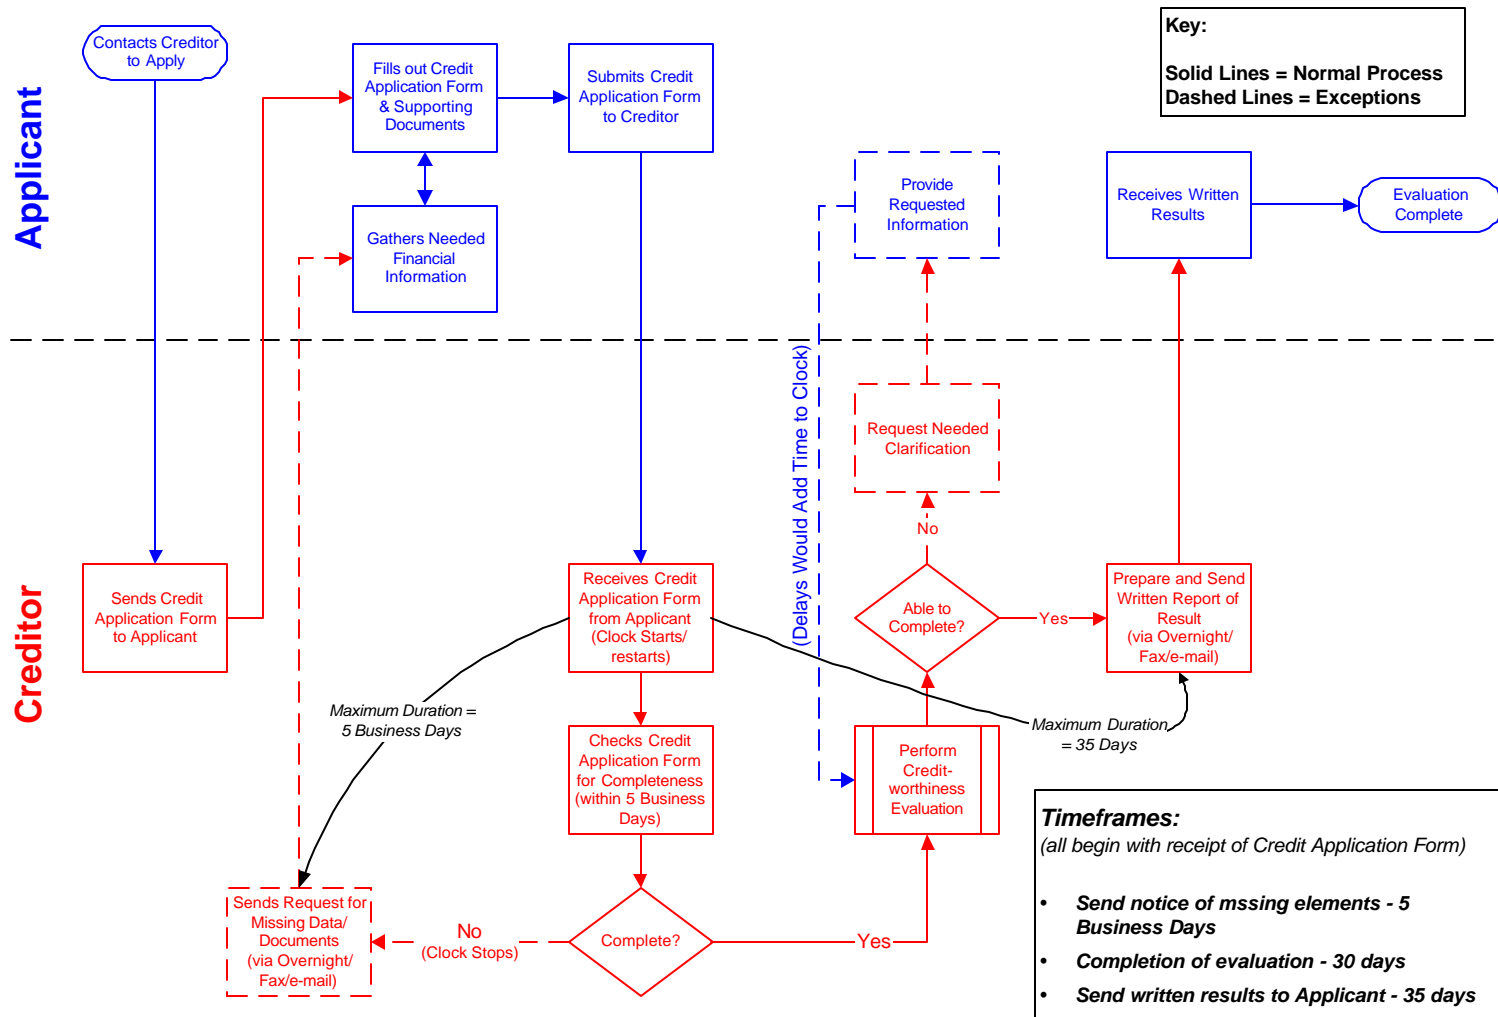 Applicant
Contacts Creditor
to Apply
Fills out Credit
Application Form
& Supporting
Documents
Submits Credit
Application Form
to Creditor
Key:
Solid Lines = Normal Process
Dashed Lines = Exceptions
Gathers Needed
Financial
Information
Provide
Requested
Information
Receives Written
Results
Evaluation
Complete
(Delays Would Add Time to Clock)
Creditor
Sends Credit
Application Form
to Applicant
Receives Credit
Application Form
from Applicant
(Clock Starts/
restarts)
Request Needed
Clarification
No
Able to
Complete?
Yes
Prepare and Send
Written Report of
Result
(via Overnight/
Fax/e-mail)
Maximum Duration =
5 Business Days
Maximum Duration
= 35 Days
Checks Credit
Application Form
for Completeness
(within 5 Business
Days)
Perform
Credit-
worthiness
Evaluation
Sends Request for
Missing Data/
Documents
(via Overnight/
Fax/e-mail)
No
(Clock Stops)
Complete?
Yes
Timeframes:
(all begin with receipt of Credit Application Form)
• Send notice of mssing elements - 5
Business Days
• Completion of evaluation - 30 days
• Send written results to Applicant - 35 days